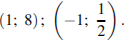 (1; 8); (−1; 1/2).